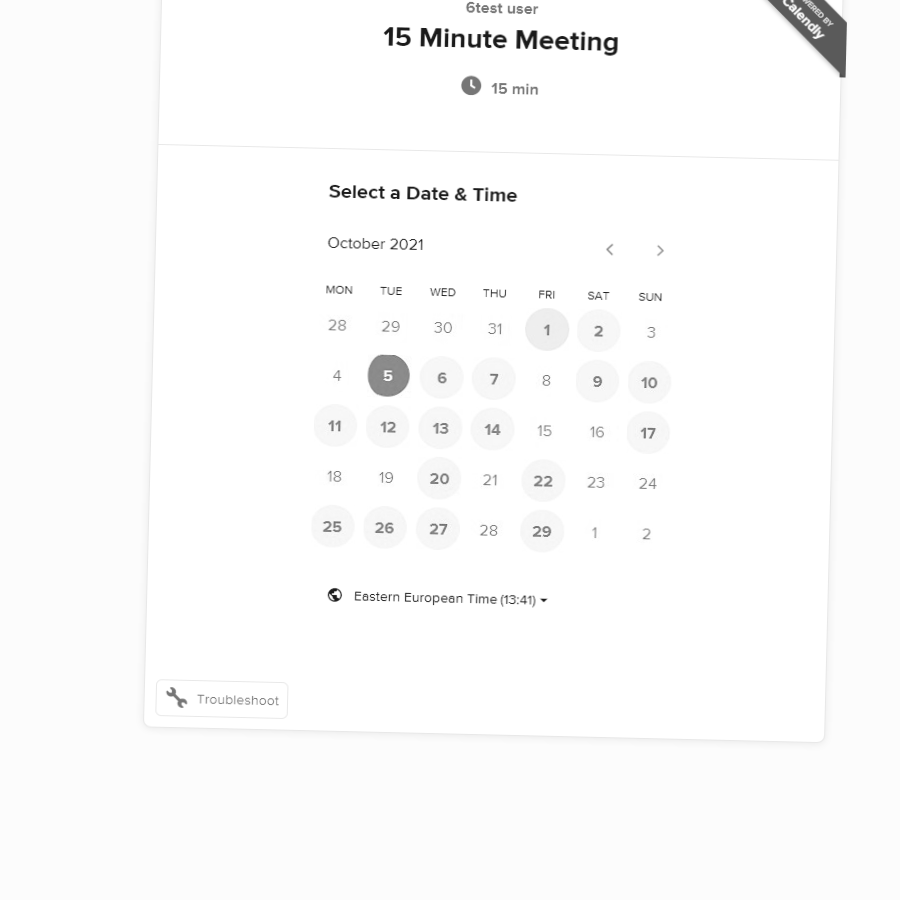 6test user
15 Minute Meeting
15 min
POWERED BY
Calendly
Select a Date & Time
October 2021
MON TUE WED THU FRI SAT SUN
28 29 30 31 1 2 3
4 5 6 7 8 9 10
11 12 13 14 15 16 17
18 19 20 21 22 23 24
25 26 27 28 29 1 2
Eastern European Time (13:41)
Troubleshoot